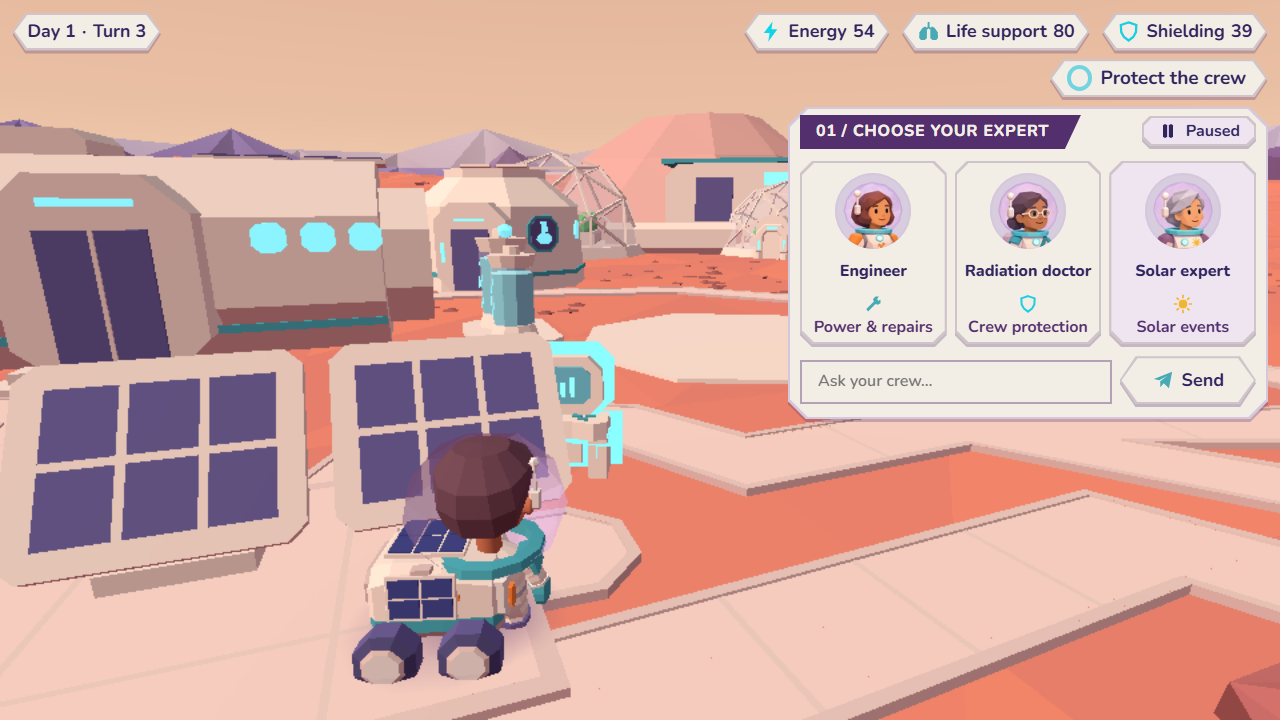 Day 1 · Turn 3
Energy 54
Life support 80
Shielding 39
Protect the crew
01 / CHOOSE YOUR EXPERT
Paused
Engineer
Power & repairs
Radiation doctor
Crew protection
Solar expert
Solar events
Ask your crew...
Send